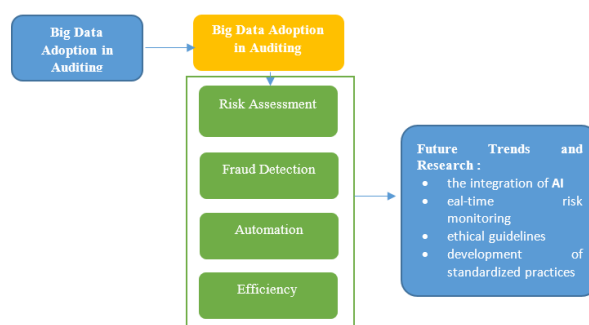 Big Data
Adoption in
Auditing
Big Data Adoption
in Auditing
Risk Assessment
Fraud Detection
Automation
Efficiency
Future Trends and
Research :
• the integration of AI
• eal-time risk
monitoring
• ethical guidelines
• development of
standardized practices